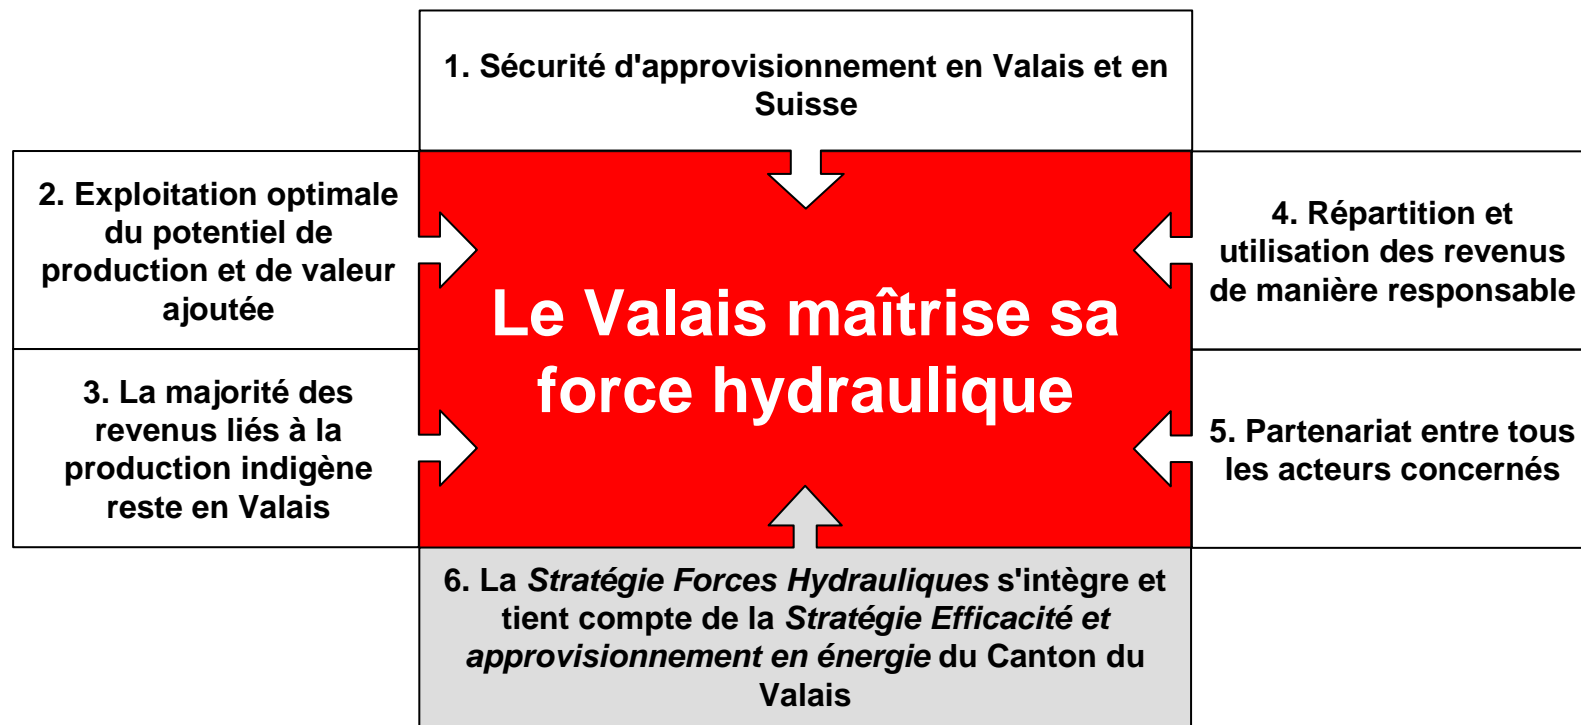 1. Sécurité d'approvisionnement en Valais et en
Suisse
2. Exploitation optimale
du potentiel de
production et de valeur
ajoutée
3. La majorité des
revenus liés à la
production indigène
reste en Valais
Le Valais maîtrise sa
force hydraulique
4. Répartition et
utilisation des revenus
de manière responsable
5. Partenariat entre tous
les acteurs concernés
6. La Stratégie Forces Hydrauliques s'intègre et
tient compte de la Stratégie Efficacité et
approvisionnement en énergie du Canton du
Valais